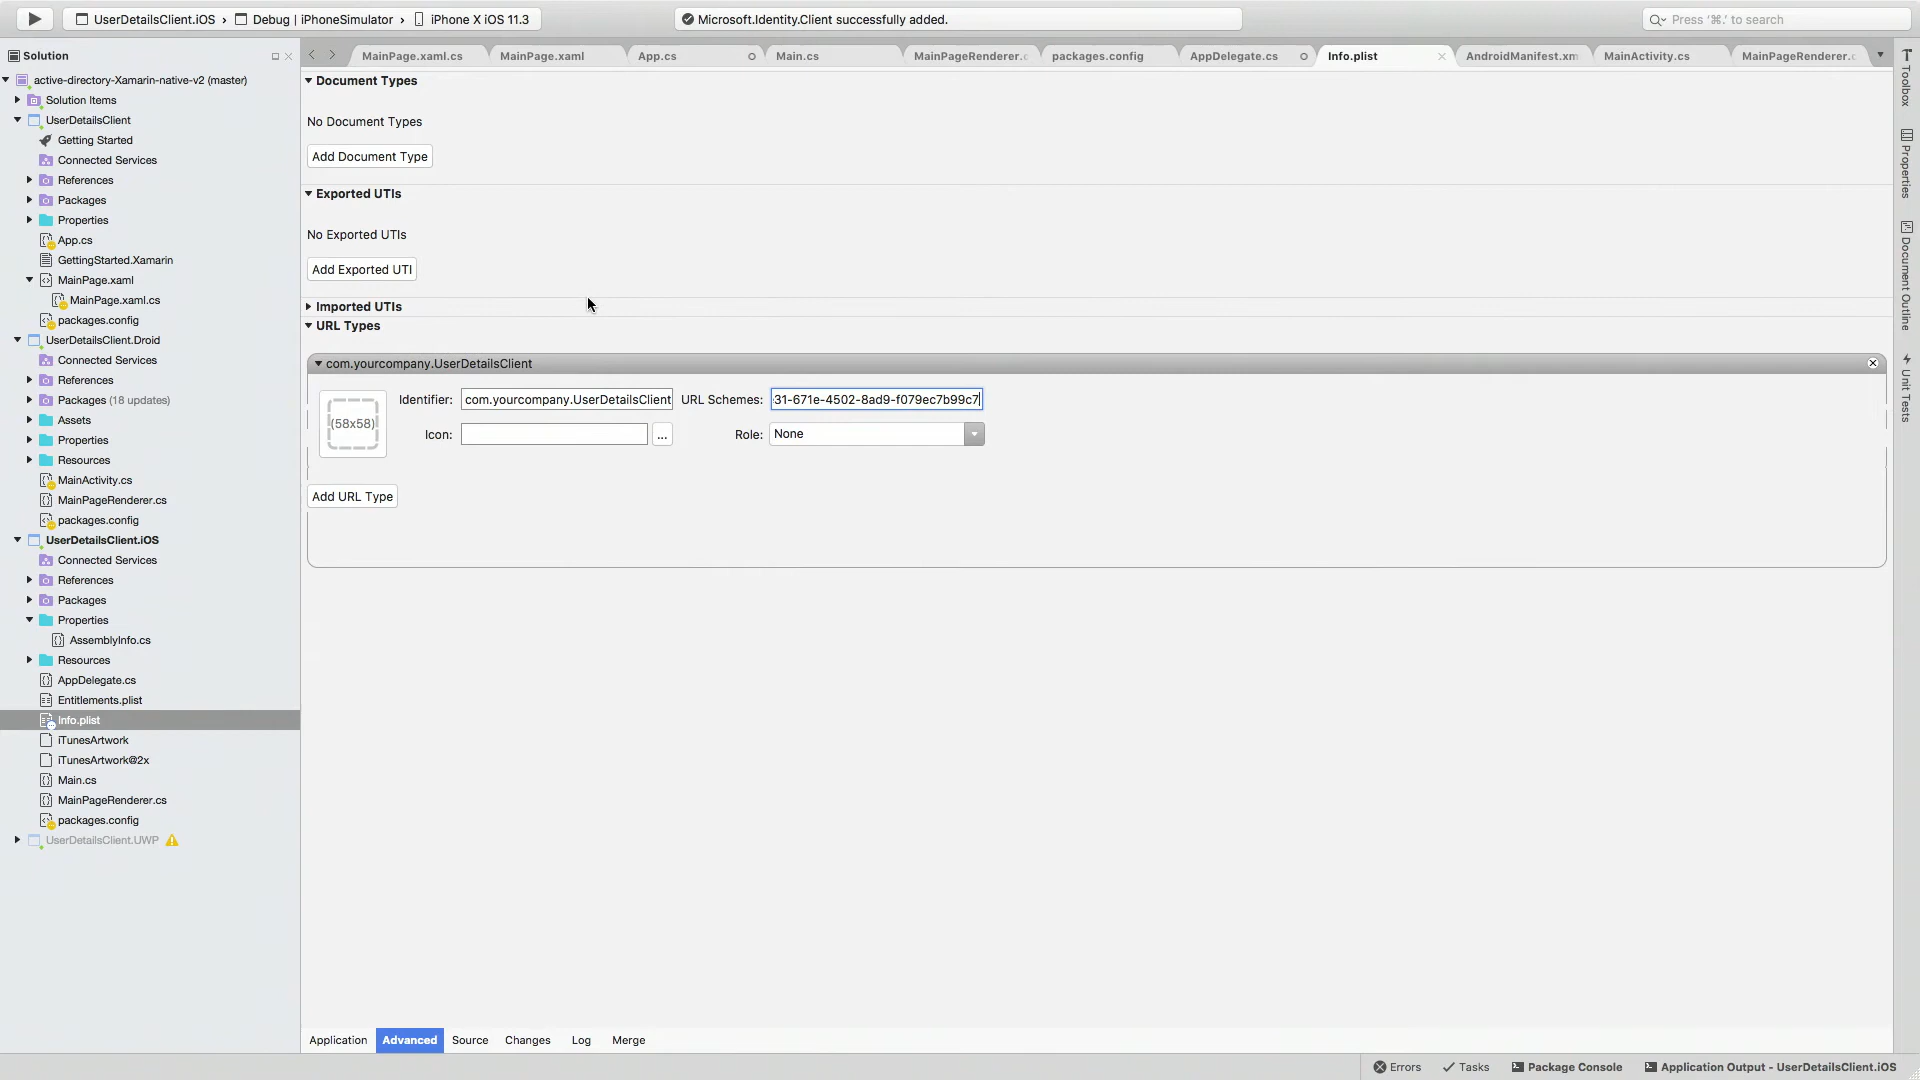 UserDetailsClient.iOS › Debug | iPhoneSimulator › iPhone X iOS 11.3
Microsoft.Identity.Client successfully added.
Press '⌘.' to search
Solution
MainPage.xaml.cs
MainPage.xaml
App.cs
Main.cs
MainPageRenderer.c
packages.config
AppDelegate.cs
Info.plist
AndroidManifest.xm
MainActivity.cs
MainPageRenderer.c
active-directory-Xamarin-native-v2 (master)
Solution Items
UserDetailsClient
Getting Started
Connected Services
References
Packages
Properties
App.cs
GettingStarted.Xamarin
MainPage.xaml
MainPage.xaml.cs
packages.config
UserDetailsClient.Droid
Connected Services
References
Packages (18 updates)
Assets
Properties
Resources
MainActivity.cs
MainPageRenderer.cs
packages.config
UserDetailsClient.iOS
Connected Services
References
Packages
Properties
AssemblyInfo.cs
Resources
AppDelegate.cs
Entitlements.plist
Info.plist
iTunesArtwork
iTunesArtwork@2x
Main.cs
MainPageRenderer.cs
packages.config
UserDetailsClient.UWP
Document Types
No Document Types
Add Document Type
Exported UTIs
No Exported UTIs
Add Exported UTI
Imported UTIs
URL Types
com.yourcompany.UserDetailsClient
(58x58)
Identifier: com.yourcompany.UserDetailsClient URL Schemes: 31-671e-4502-8ad9-f079ec7b99c7
Icon: ... Role: None
Add URL Type
Application Advanced Source Changes Log Merge
Toolbox
Properties
Document Outline
Unit Tests
Errors Tasks Package Console Application Output - UserDetailsClient.iOS